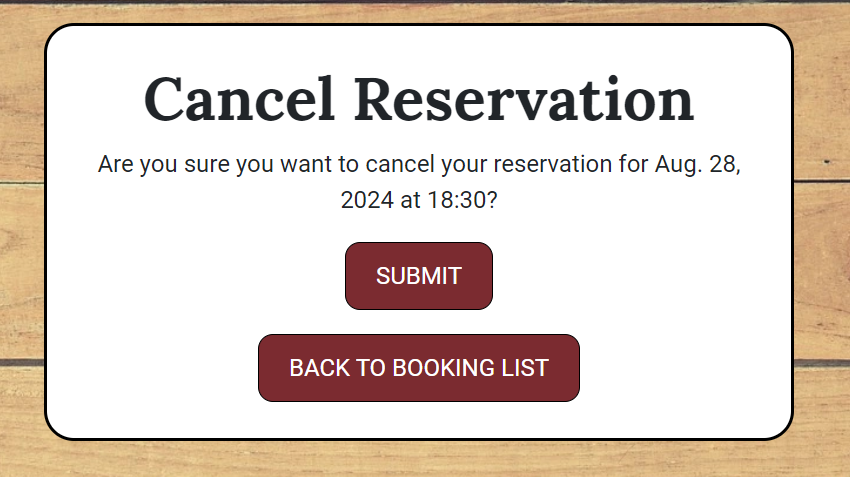 Cancel Reservation
Are you sure you want to cancel your reservation for Aug. 28,
2024 at 18:30?
SUBMIT
BACK TO BOOKING LIST